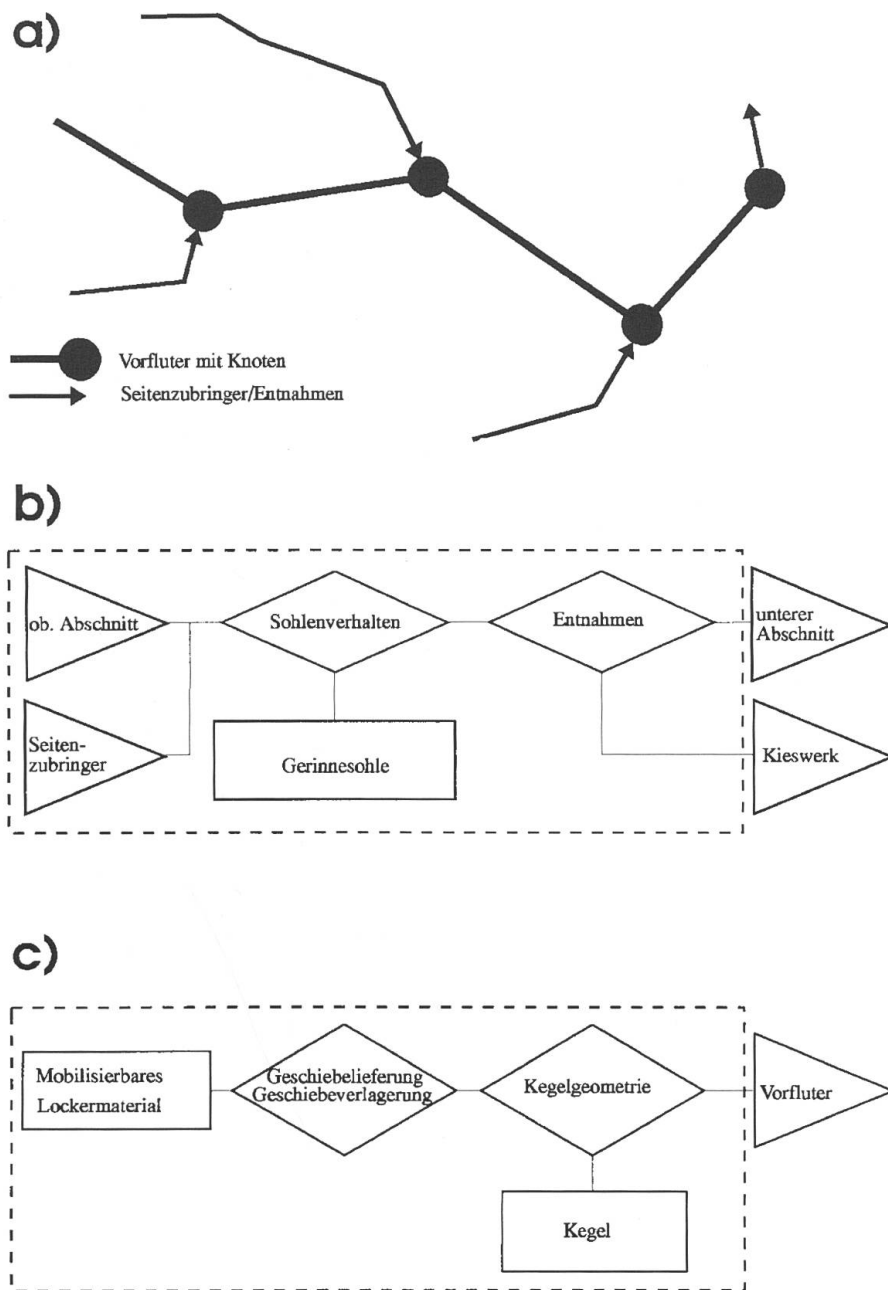 a)
Vorfluter mit Knoten
Seitenzubringer/Entnahmen
b)
ob. Abschnitt
Sohlenverhalten
Entnahmen
unterer
Abschnitt
Seiten-
zubringer
Gerinnesohle
Kieswerk
c)
Mobilisierbares
Lockermaterial
Geschiebelieferung
Geschiebeverlagerung
Kegelgeometrie
Vorfluter
Kegel